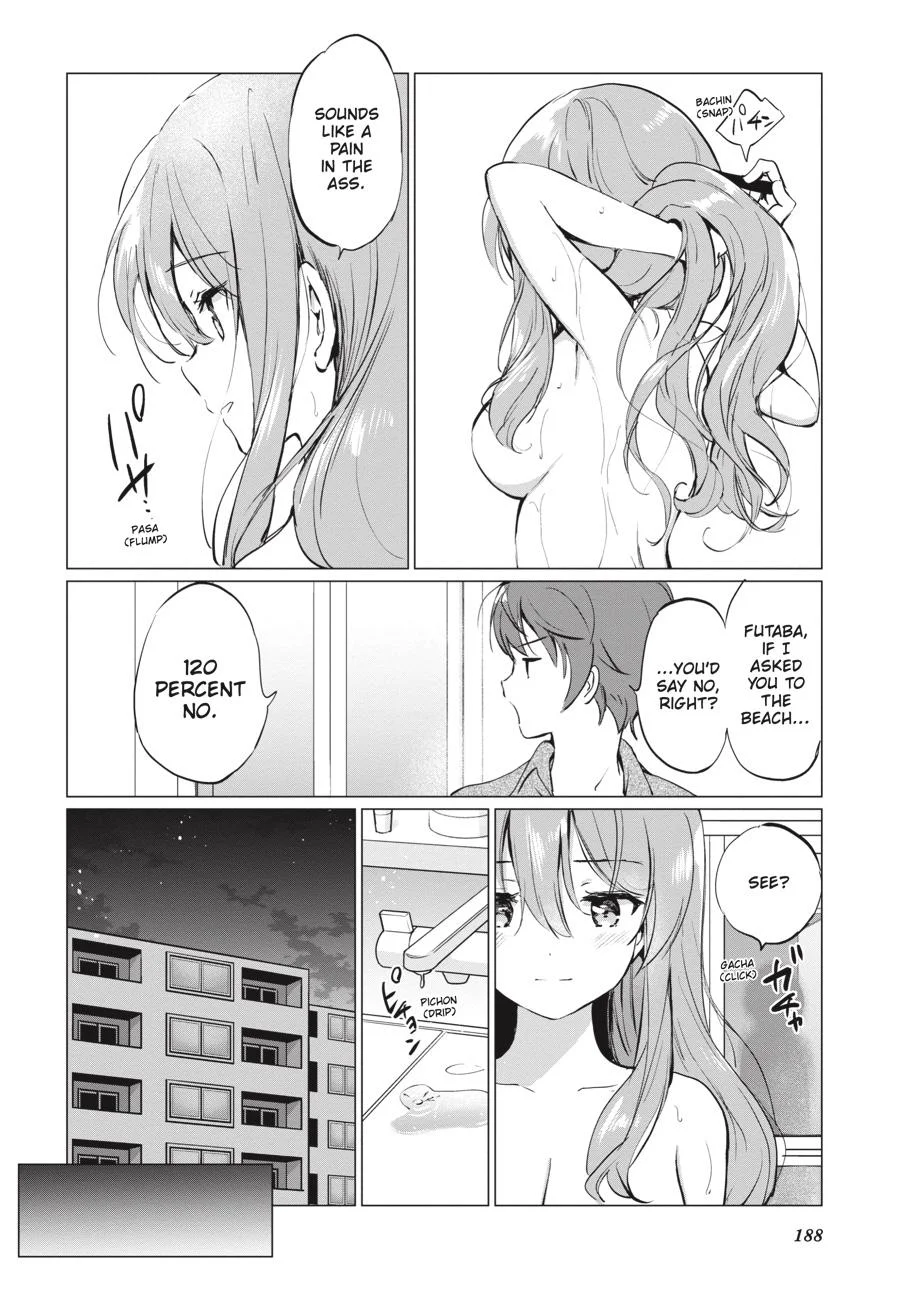 BACHIN
(SNAP)
パチン
SOUNDS
LIKE A
PAIN
IN THE
ASS.
パサ…
PASA
(FLUMP)
FUTABA,
IF I
ASKED
YOU TO
THE
BEACH...
...YOU'D
SAY NO,
RIGHT?
120
PERCENT
NO.
SEE?
GACHA
(CLICK)
ガチャ
PICHON
(DRIP)
ピチョン
188